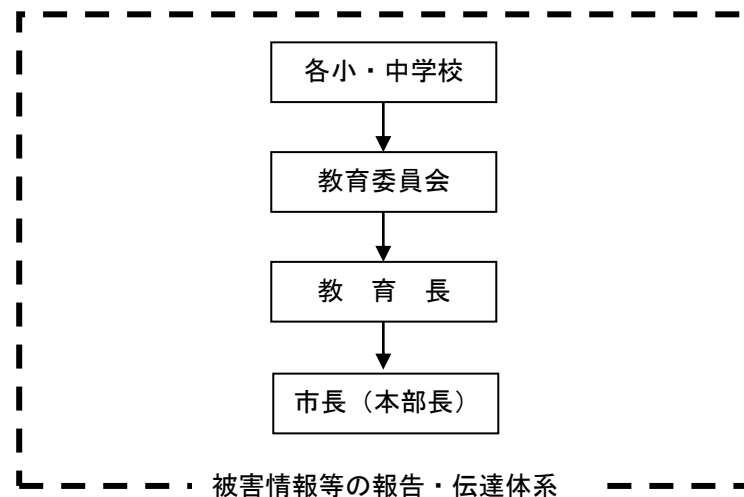 各小・中学校
教育委員会
教　育　長
市長（本部長）
被害情報等の報告・伝達体系